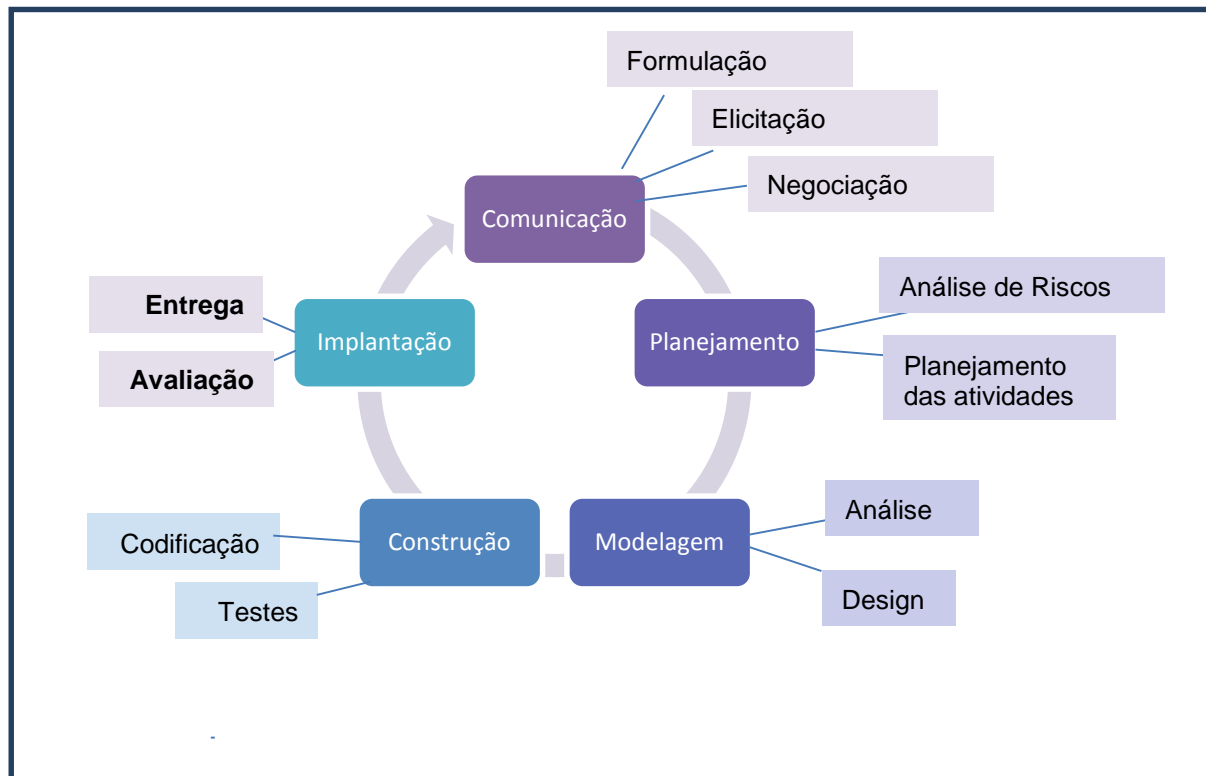 Formulação
Elicitação
Negociação
Comunicação
Análise de Riscos
Planejamento
Planejamento
das atividades
Entrega
Implantação
Avaliação
Análise
Modelagem
Design
Construção
Codificação
Testes